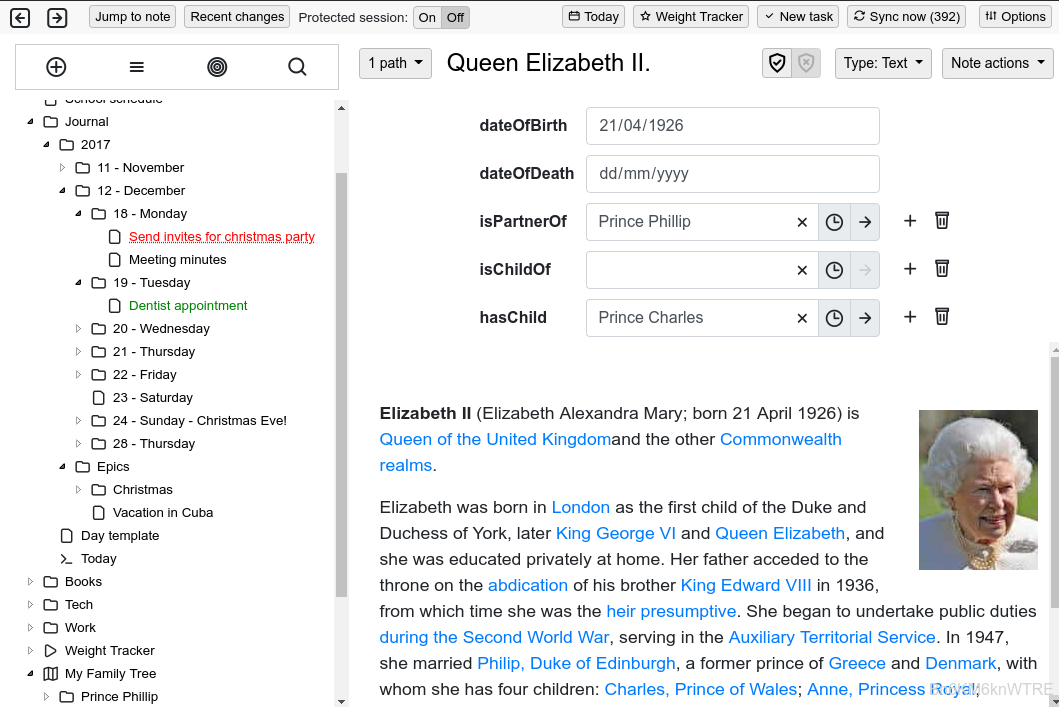 Jump to note Recent changes Protected session: On Off Today Weight Tracker New task Sync now (392) Options
1 path Queen Elizabeth II. Type: Text Note actions
School schedule
Journal
2017
11 - November
12 - December
18 - Monday
Send invites for christmas party
Meeting minutes
19 - Tuesday
Dentist appointment
20 - Wednesday
21 - Thursday
22 - Friday
23 - Saturday
24 - Sunday - Christmas Eve!
28 - Thursday
Epics
Christmas
Vacation in Cuba
Day template
Today
Books
Tech
Work
Weight Tracker
My Family Tree
Prince Phillip
dateOfBirth 21/04/1926
dateOfDeath dd/mm/yyyy
isPartnerOf Prince Phillip
isChildOf
hasChild Prince Charles
Elizabeth II (Elizabeth Alexandra Mary; born 21 April 1926) is
Queen of the United Kingdomand the other Commonwealth
realms.
Elizabeth was born in London as the first child of the Duke and
Duchess of York, later King George VI and Queen Elizabeth, and
she was educated privately at home. Her father acceded to the
throne on the abdication of his brother King Edward VIII in 1936,
from which time she was the heir presumptive. She began to undertake public duties
during the Second World War, serving in the Auxiliary Territorial Service. In 1947,
she married Philip, Duke of Edinburgh, a former prince of Greece and Denmark, with
whom she has four children: Charles, Prince of Wales; Anne, Princess Royal;